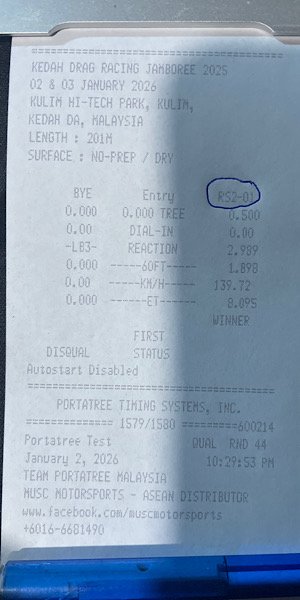 ==============================
KEDAH DRAG RACING JAMBOREE 2025
02 & 03 JANUARY 2026
KULIM HI-TECH PARK, KULIM,
KEDAH DA, MALAYSIA
LENGTH : 201M
SURFACE : NO-PREP / DRY
BYE Entry RS2-01
0.000 0.000 TREE 0.500
0.00 DIAL-IN 0.00
-LB3- REACTION 2.989
0.000 ------60FT----- 1.898
0.00 -----KM/H----- 139.72
0.000 ------ET----- 8.095
WINNER
FIRST
DISQUAL STATUS
Autostart Disabled
==============================
PORTATREE TIMING SYSTEMS, INC.
============= 1579/1580 =========600214
Portatree Test QUAL RND 44
January 2, 2026 10:29:53 PM
TEAM PORTATREE MALAYSIA
MUSC MOTORSPORTS - ASEAN DISTRIBUTOR
www.facebook.com/muscmotorsports
+6016-6681490